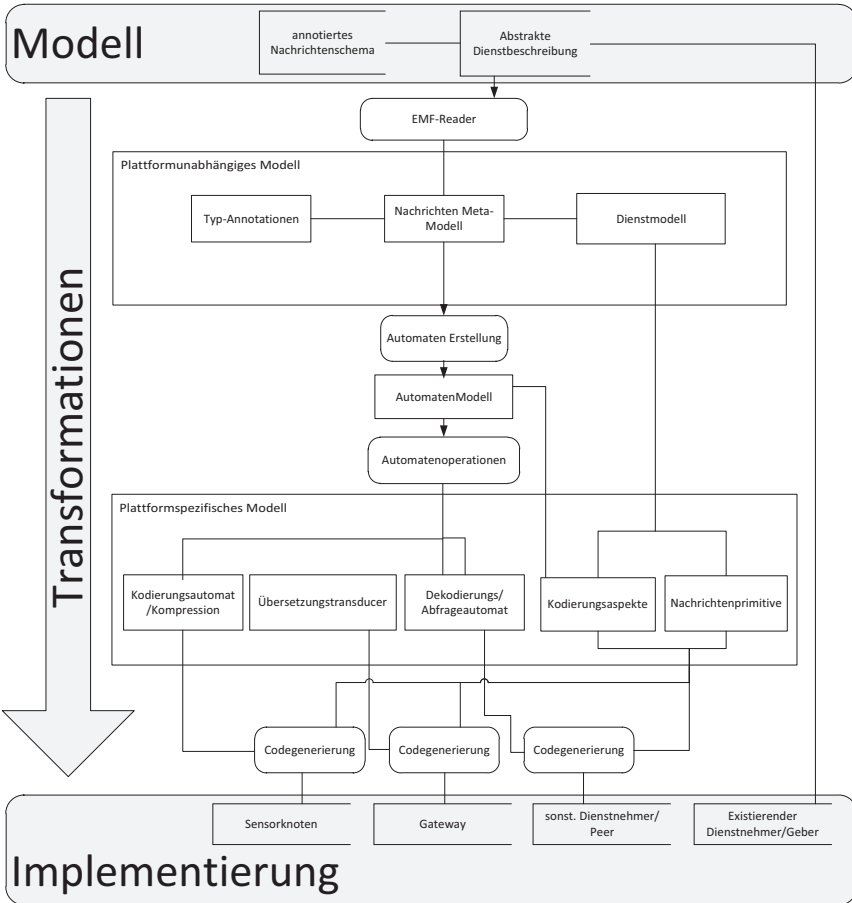 Modell
annotiertes
Nachrichtenschema
Abstrakte
Dienstbeschreibung
EMF-Reader
Plattformunabhängiges Modell
Typ-Annotationen
Nachrichten Meta-
Modell
Dienstmodell
Transformationen
Automaten Erstellung
AutomatenModell
Automatenoperationen
Plattformspezifisches Modell
Kodierungsautomat
/Kompression
Übersetzungstransducer
Dekodierungs/
Abfrageautomat
Kodierungsaspekte
Nachrichtenprimitive
Codegenerierung
Codegenerierung
Codegenerierung
Sensorknoten
Gateway
sonst. Dienstnehmer/
Peer
Existierender
Dienstnehmer/Geber
Implementierung